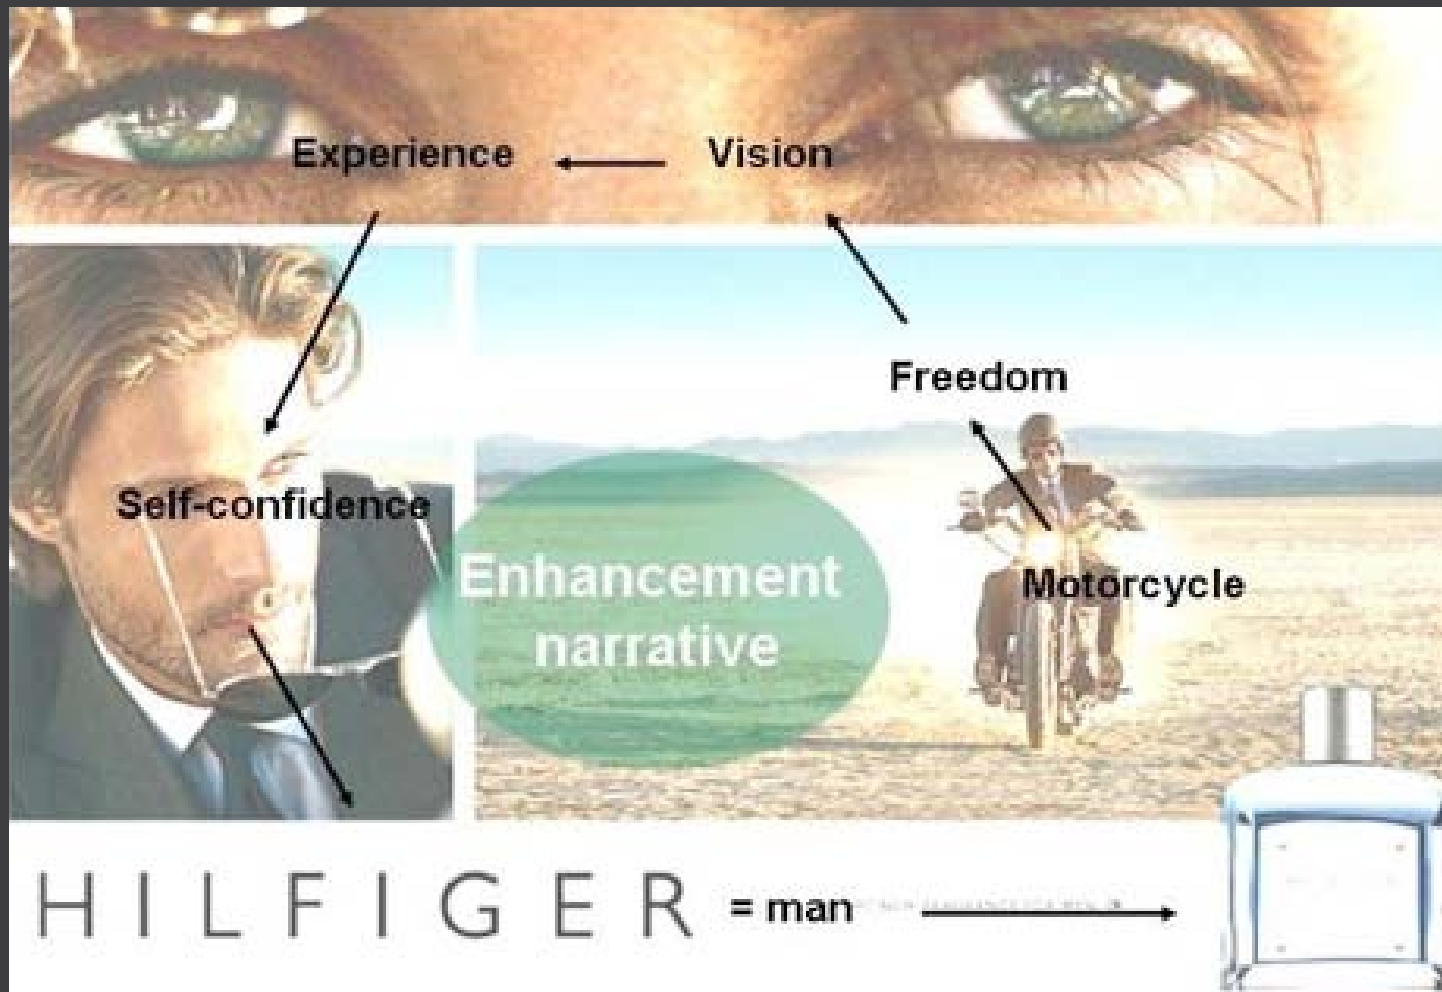 Experience
Vision
Freedom
Self-confidence
Enhancement
narrative
Motorcycle
HILFIGER = man